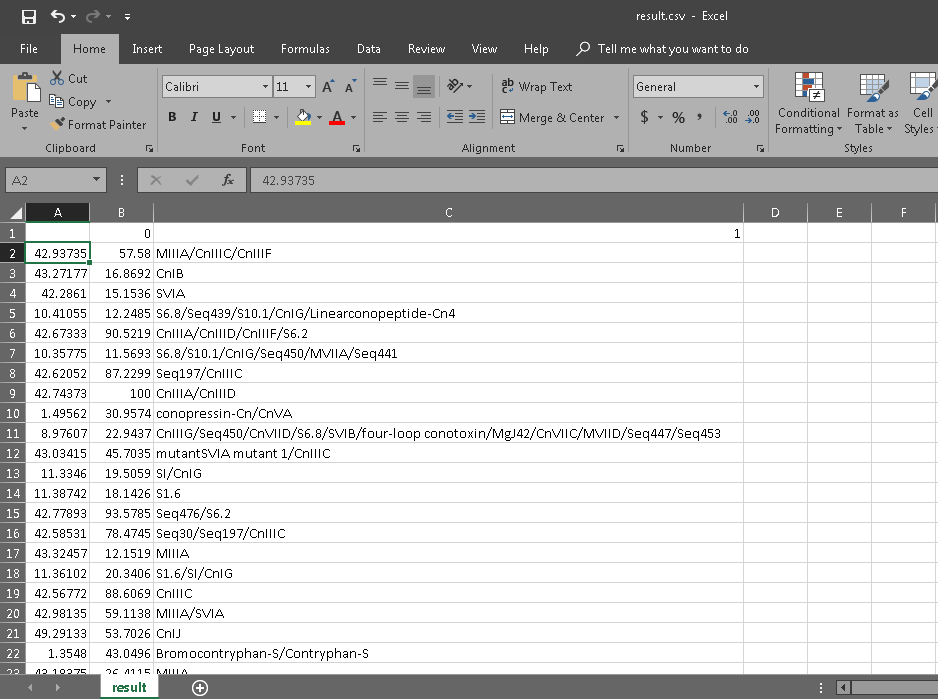 result.csv - Excel
File Home Insert Page Layout Formulas Data Review View Help Tell me what you want to do
Paste
Cut
Copy
Format Painter
Clipboard
Calibri 11
B I U A
Font
Wrap Text
Merge & Center
Alignment
General
$ % ,
Number
Conditional Formatting
Format as Table
Cell Styles
Styles
A2 fx 42.93735
A B C D E F
1 0 1
2 42.93735 57.58 MIIIA/CnIIIC/CnIIIF
3 43.27177 16.8692 CnIB
4 42.2861 15.1536 SVIA
5 10.41055 12.2485 S6.8/Seq439/S10.1/CnIG/Linearconopeptide-Cn4
6 42.67333 90.5219 CnIIIA/CnIIID/CnIIIF/S6.2
7 10.35775 11.5693 S6.8/S10.1/CnIG/Seq450/MVIIA/Seq441
8 42.62052 87.2299 Seq197/CnIIIC
9 42.74373 100 CnIIIA/CnIIID
10 1.49562 30.9574 conopressin-Cn/CnVA
11 8.97607 22.9437 CnIIIG/Seq450/CnVIID/S6.8/SVIB/four-loop conotoxin/MgJ42/CnVIIC/MVIID/Seq447/Seq453
12 43.03415 45.7035 mutantSVIA mutant 1/CnIIIC
13 11.3346 19.5059 SI/CnIG
14 11.38742 18.1426 S1.6
15 42.77893 93.5785 Seq476/S6.2
16 42.58531 78.4745 Seq30/Seq197/CnIIIC
17 43.32457 12.1519 MIIIA
18 11.36102 20.3406 S1.6/SI/CnIG
19 42.56772 88.6069 CnIIIC
20 42.98135 59.1138 MIIIA/SVIA
21 49.29133 53.7026 CnIJ
22 1.3548 43.0496 Bromocontryphan-S/Contryphan-S
23 43.18375 26.4115 MIIIA
result